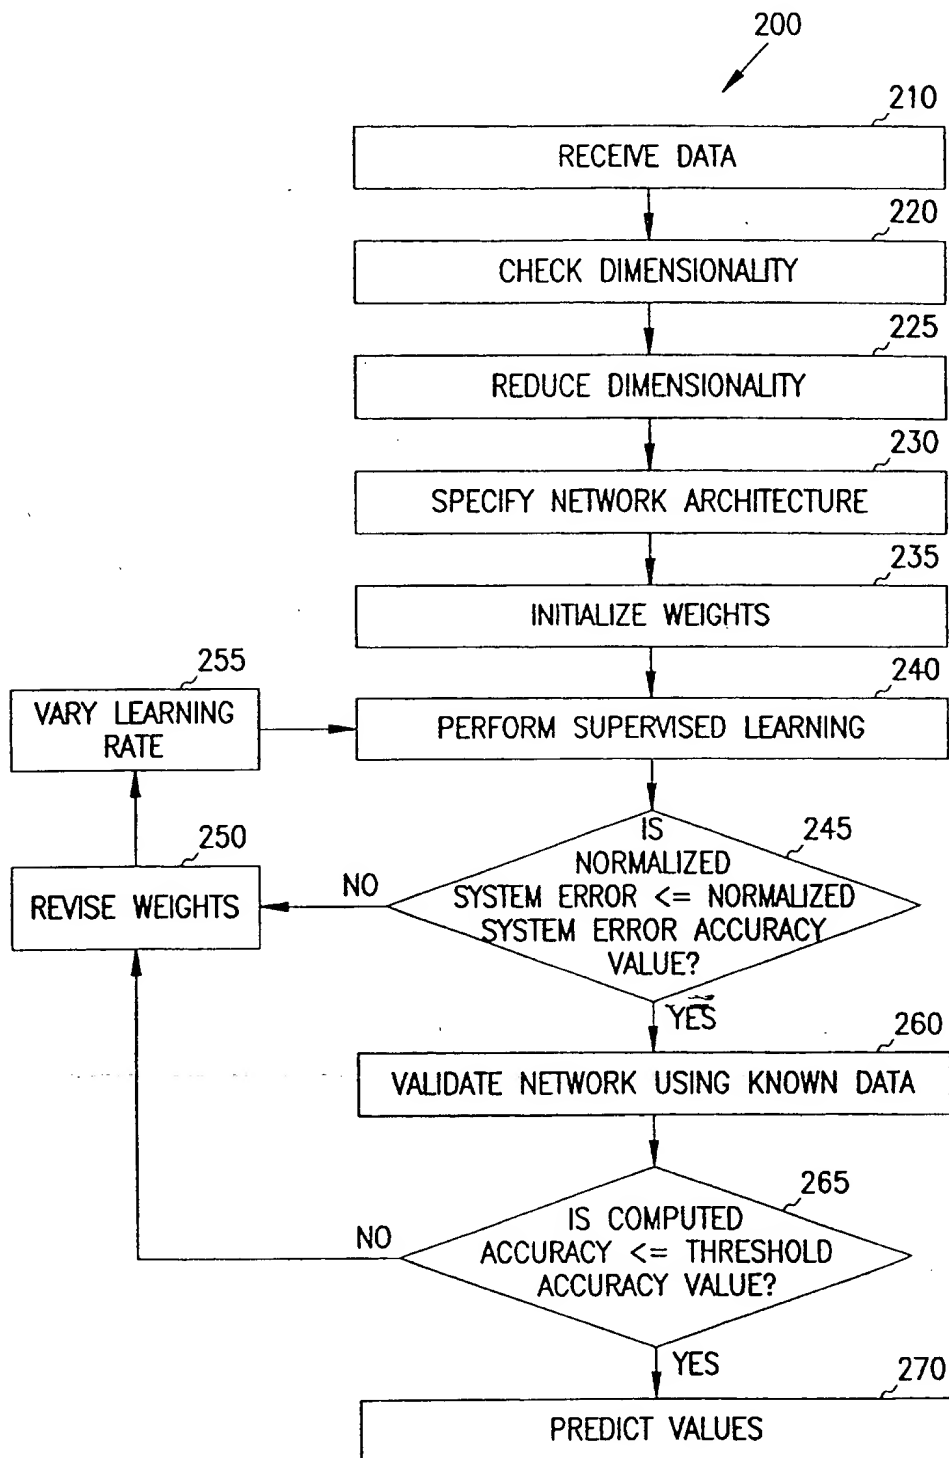 200
210
RECEIVE DATA
220
CHECK DIMENSIONALITY
225
REDUCE DIMENSIONALITY
230
SPECIFY NETWORK ARCHITECTURE
235
INITIALIZE WEIGHTS
255
VARY LEARNING
RATE
240
PERFORM SUPERVISED LEARNING
245
IS
NORMALIZED
SYSTEM ERROR <= NORMALIZED
SYSTEM ERROR ACCURACY
VALUE?
NO
250
REVISE WEIGHTS
YES
260
VALIDATE NETWORK USING KNOWN DATA
265
IS COMPUTED
ACCURACY <= THRESHOLD
ACCURACY VALUE?
NO
YES
270
PREDICT VALUES